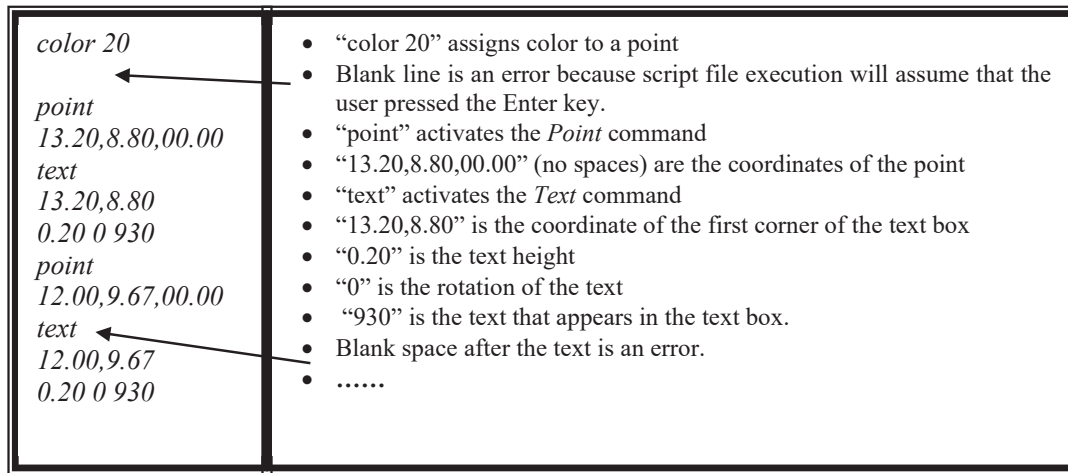 color 20
point
13.20,8.80,00.00
text
13.20,8.80
0.20 0 930
point
12.00,9.67,00.00
text
12.00,9.67
0.20 0 930
• “color 20” assigns color to a point
• Blank line is an error because script file execution will assume that the
user pressed the Enter key.
• “point” activates the Point command
• “13.20,8.80,00.00” (no spaces) are the coordinates of the point
• “text” activates the Text command
• “13.20,8.80” is the coordinate of the first corner of the text box
• “0.20” is the text height
• “0” is the rotation of the text
• “930” is the text that appears in the text box.
• Blank space after the text is an error.
• ......